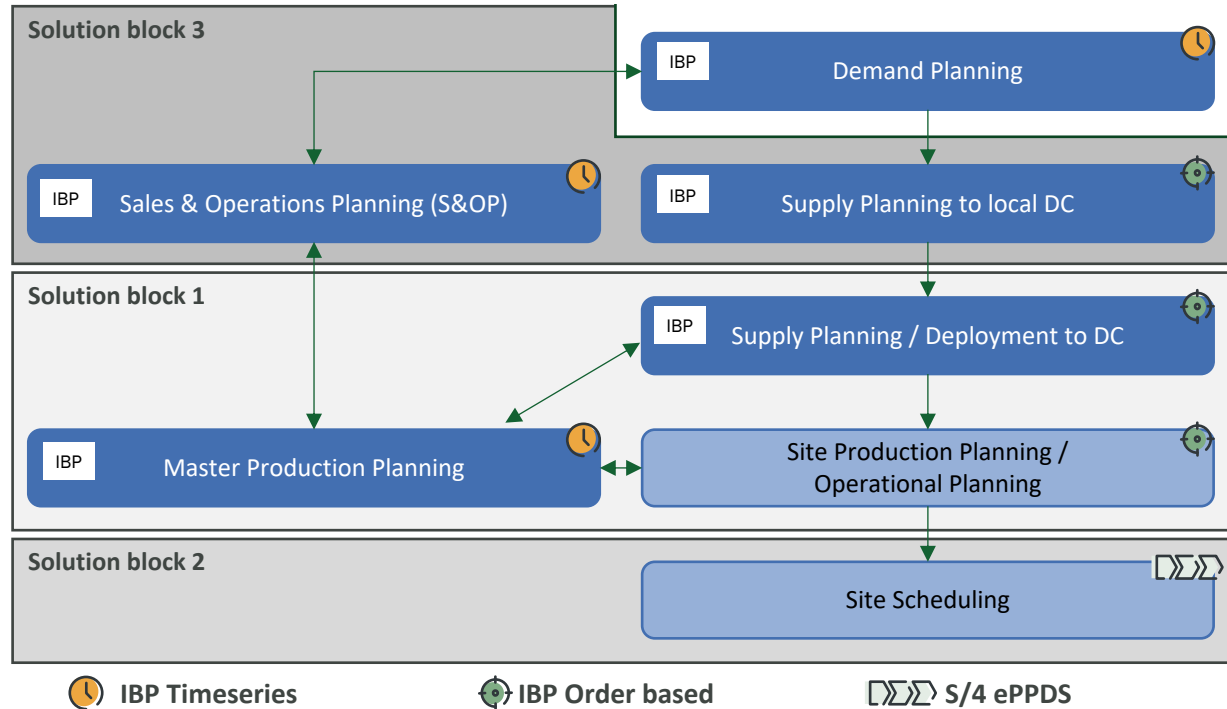 Solution block 3
IBP
Demand Planning
IBP
Sales & Operations Planning (S&OP)
IBP
Supply Planning to local DC
Solution block 1
IBP
Supply Planning / Deployment to DC
IBP
Master Production Planning
Site Production Planning /
Operational Planning
Solution block 2
Site Scheduling
IBP Timeseries
IBP Order based
S/4 ePPDS